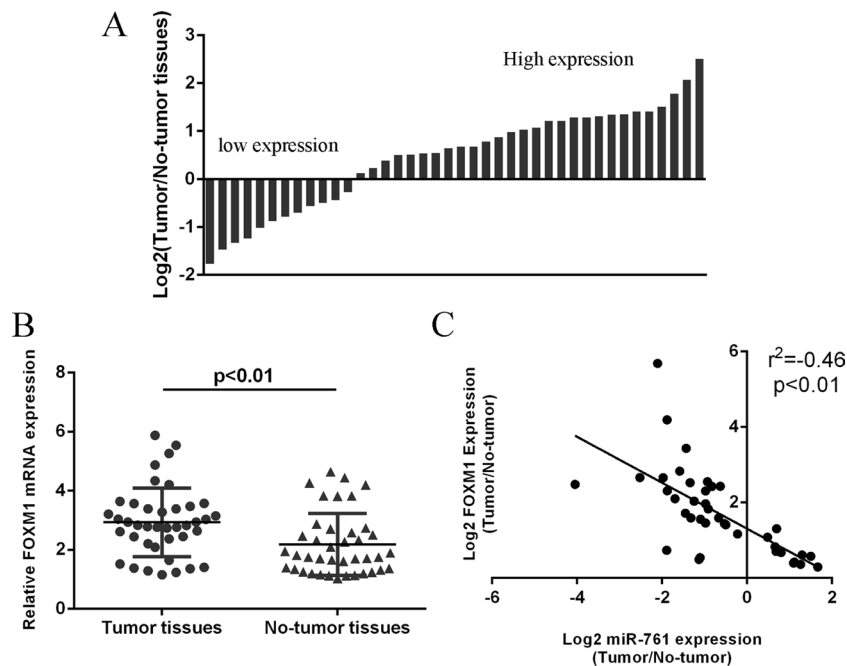 A
Log2(Tumor/No-tumor tissues)
3
2
1
0
-1
-2
low expression
High expression
B
Relative FOXM1 mRNA expression
8
6
4
2
0
p<0.01
Tumor tissues
No-tumor tissues
C
Log2 FOXM1 Expression
(Tumor/No-tumor)
6
4
2
r2=-0.46
p<0.01
-6
-4
-2
0
2
Log2 miR-761 expression
(Tumor/No-tumor)